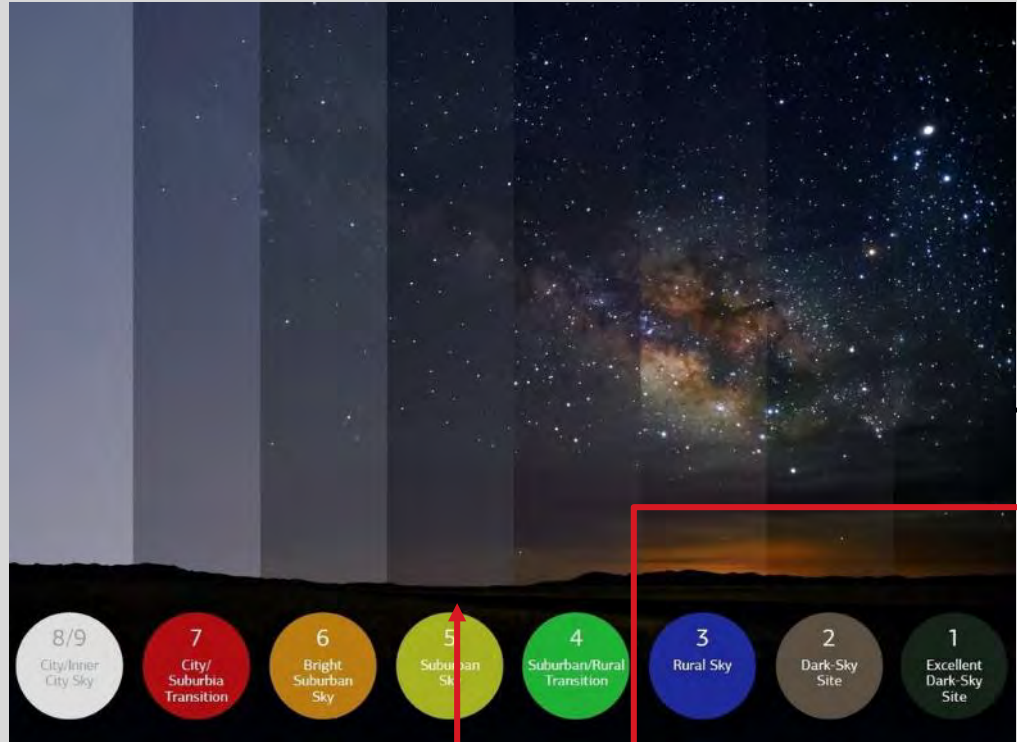 8/9
City/Inner
City Sky
7
City/
Suburbia
Transition
6
Bright
Suburban
Sky
5
Suburban
Sky
4
Suburban/Rural
Transition
3
Rural Sky
2
Dark-Sky
Site
1
Excellent
Dark-Sky
Site